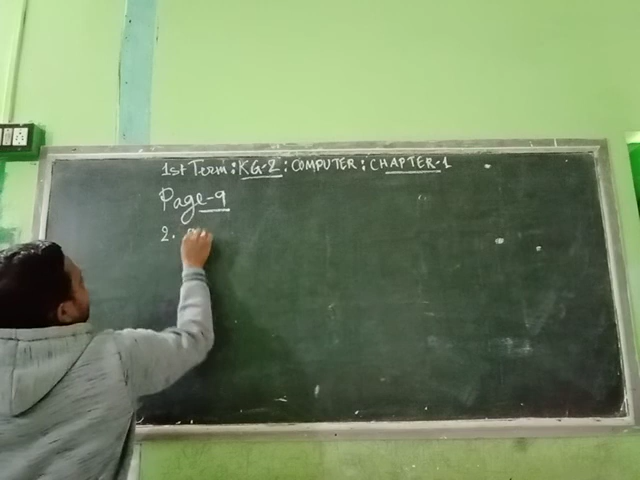 1st Term : KG-2 : COMPUTER : CHAPTER-1
Page-9
2.